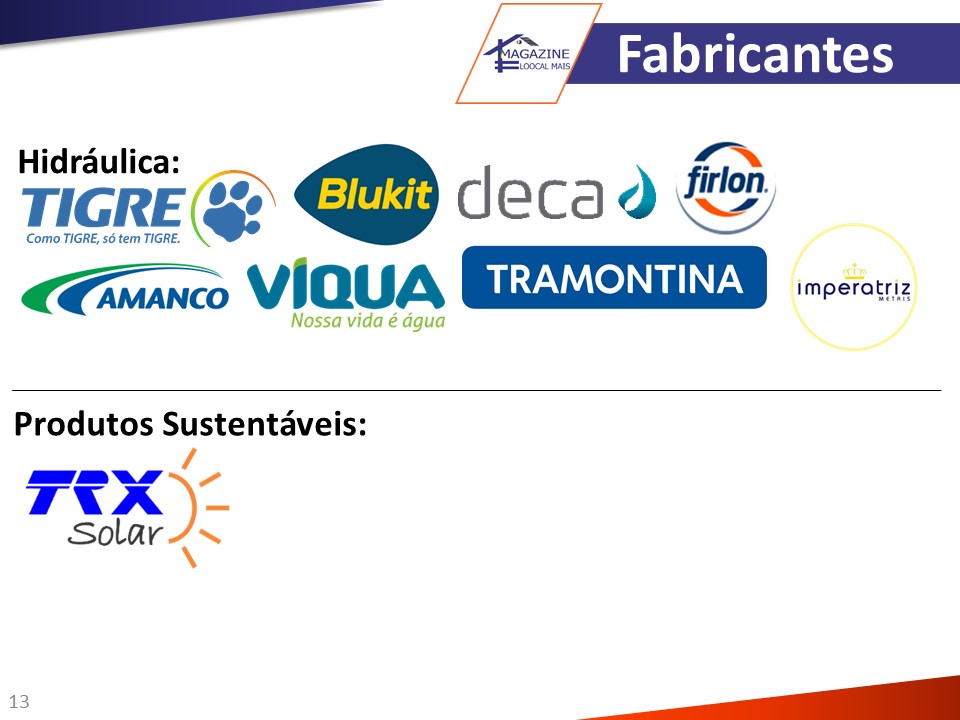 MAGAZINE
LOOCAL MAIS
Fabricantes
Hidráulica:
TIGRE
Como TIGRE, só tem TIGRE.
Blukit
deca
firlon.
AMANCO
VIQUA
Nossa vida é água
TRAMONTINA
imperatriz
METAIS
Produtos Sustentáveis:
TRX
Solar
13